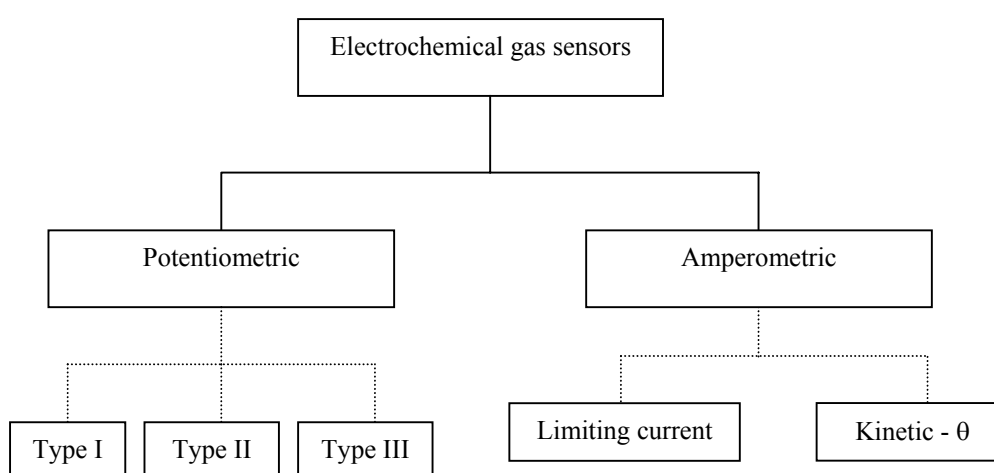 Electrochemical gas sensors
Potentiometric
Amperometric
Type I
Type II
Type III
Limiting current
Kinetic - θ